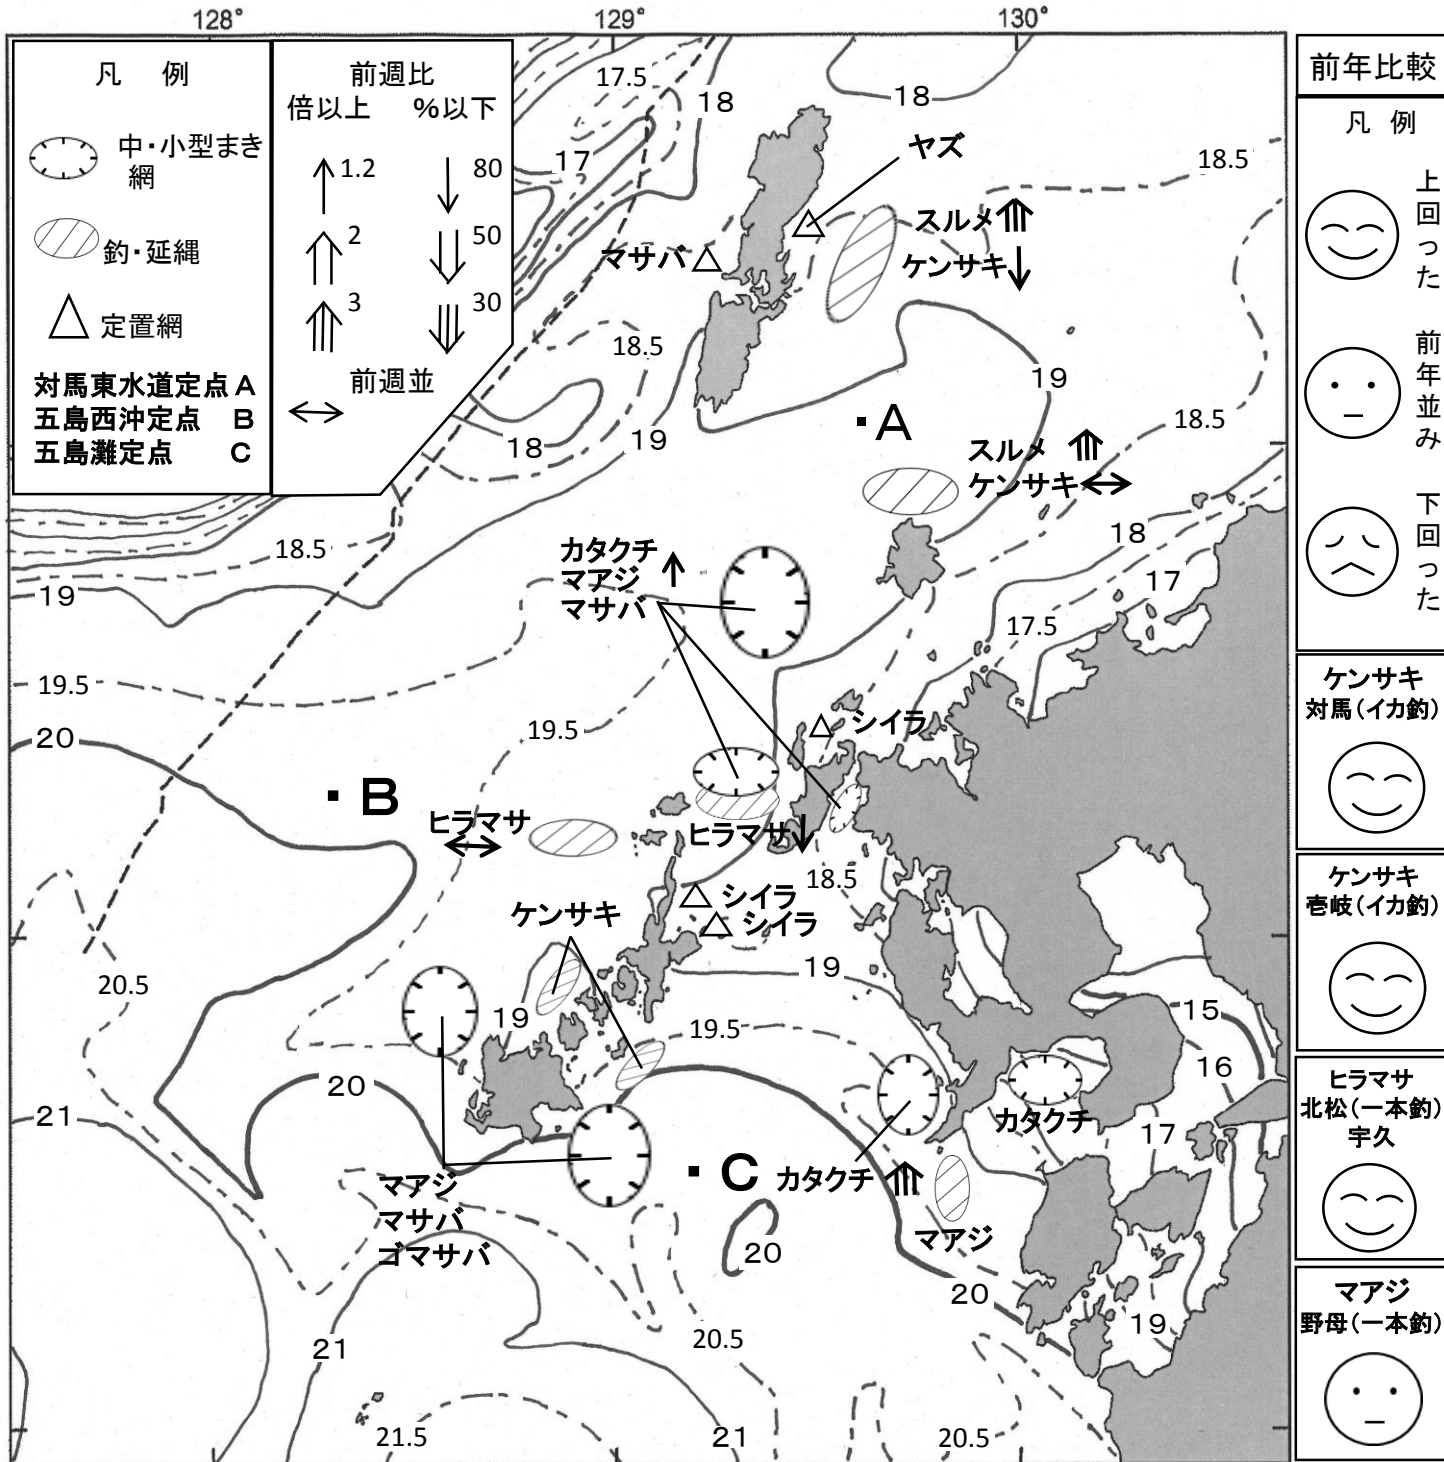 128°
129°
130°
凡 例
中・小型まき
網
釣・延縄
定置網
対馬東水道定点 A
五島西沖定点 B
五島灘定点 C
前週比
倍以上 %以下
1.2 80
2 50
3 30
前週並
17.5
18
17
18
18.5
ヤズ
スルメ
ケンサキ
マサバ
18.5
19
18
19
A
18.5
スルメ
ケンサキ
18.5
19
カタクチ
マアジ
マサバ
18
17
17.5
19.5
20
19.5
シイラ
B
ヒラマサ
ヒラマサ
18.5
シイラ
シイラ
ケンサキ
20.5
19
19
19.5
15
16
20
21
カタクチ
17
マアジ
マサバ
ゴマサバ
C
カタクチ
マアジ
20
20
19
21
20.5
21.5
21
20.5
前年比較
凡 例
上回った
前年並み
下回った
ケンサキ
対馬(イカ釣)
ケンサキ
壱岐(イカ釣)
ヒラマサ
北松(一本釣)
宇久
マアジ
野母(一本釣)